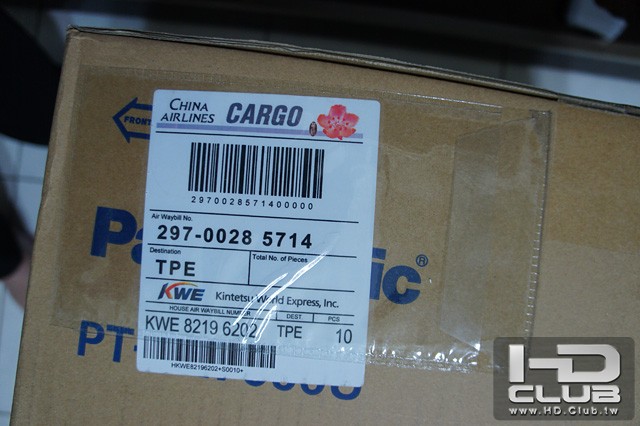 FRONT
CHINA AIRLINES CARGO
2970028571400000
Air Waybill No.
297-0028 5714
Destination
Total No. of Pieces
TPE
KWE Kintetsu World Express, Inc.
HOUSE AIR WAYBILL NUMBER DEST. PCS
KWE 8219 6202 TPE 10
HKWE82196202+S0010+
PT-
HD CLUB
www.HD.Club.tw